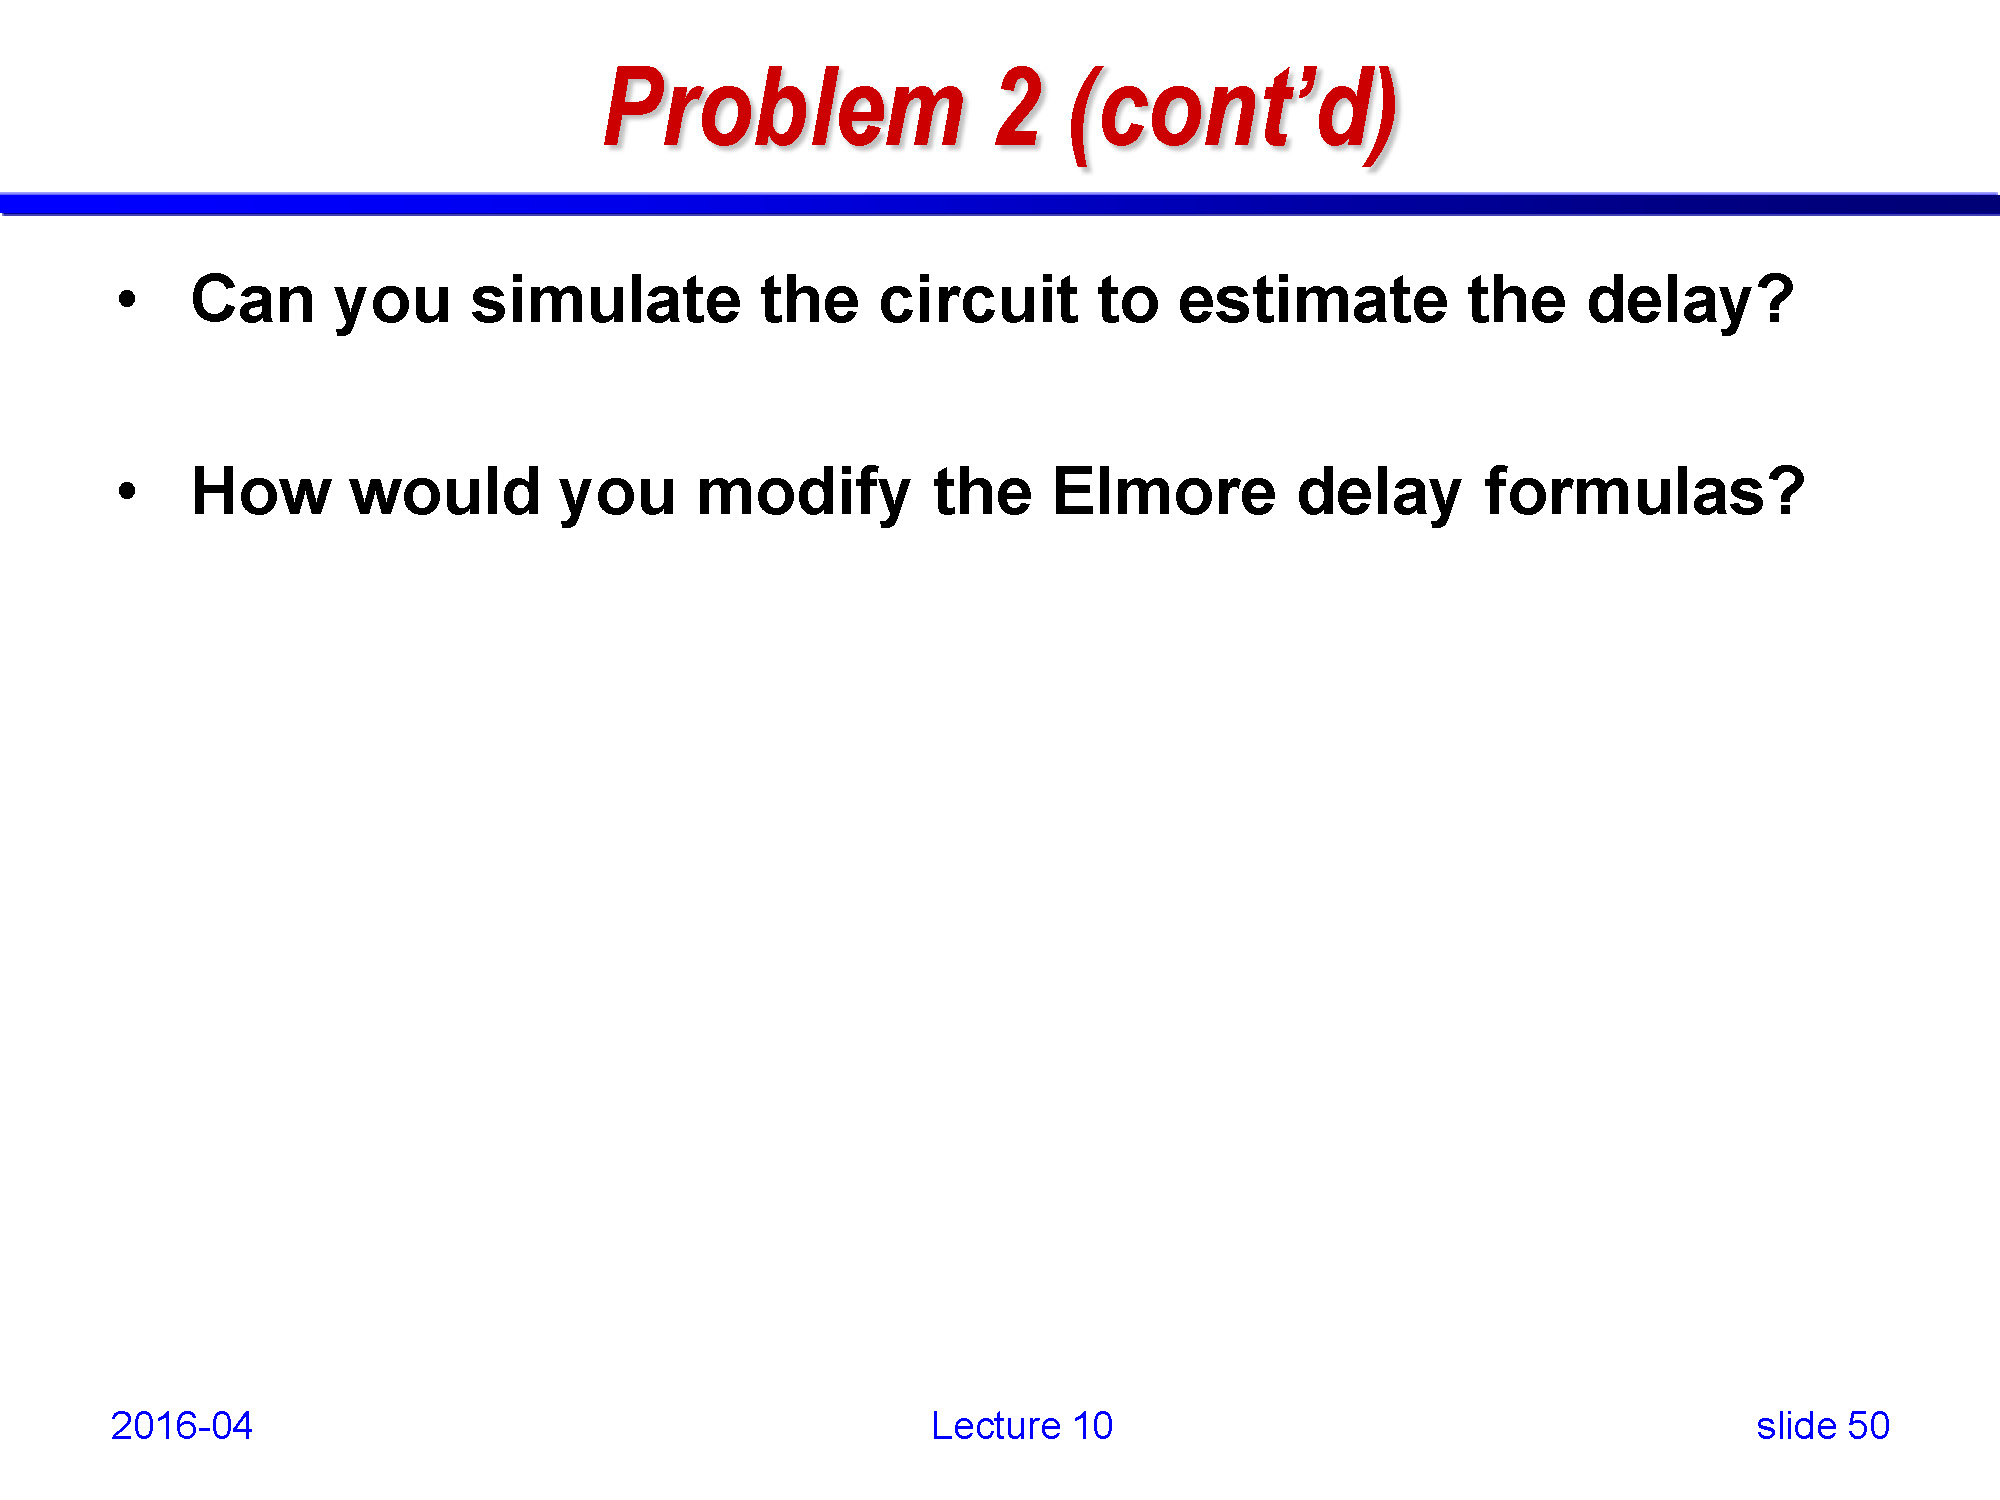 Problem 2 (cont’d)
• Can you simulate the circuit to estimate the delay?
• How would you modify the Elmore delay formulas?
2016-04
Lecture 10
slide 50